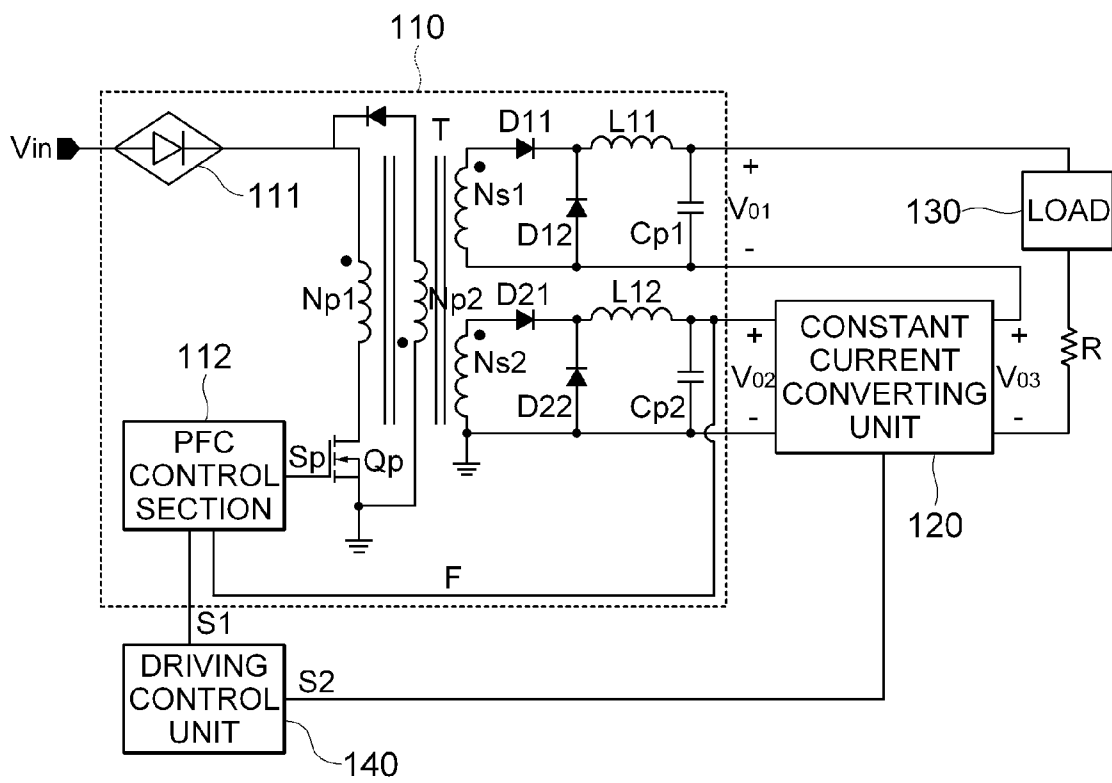 110
Vin
111
T
D11
L11
Ns1
D12
Cp1
+
V01
-
130
LOAD
Np1
Np2
D21
L12
Ns2
D22
Cp2
+
V02
-
CONSTANT
CURRENT
CONVERTING
UNIT
+
V03
-
R
120
112
PFC
CONTROL
SECTION
Sp
Qp
F
S1
DRIVING
CONTROL
UNIT
S2
140